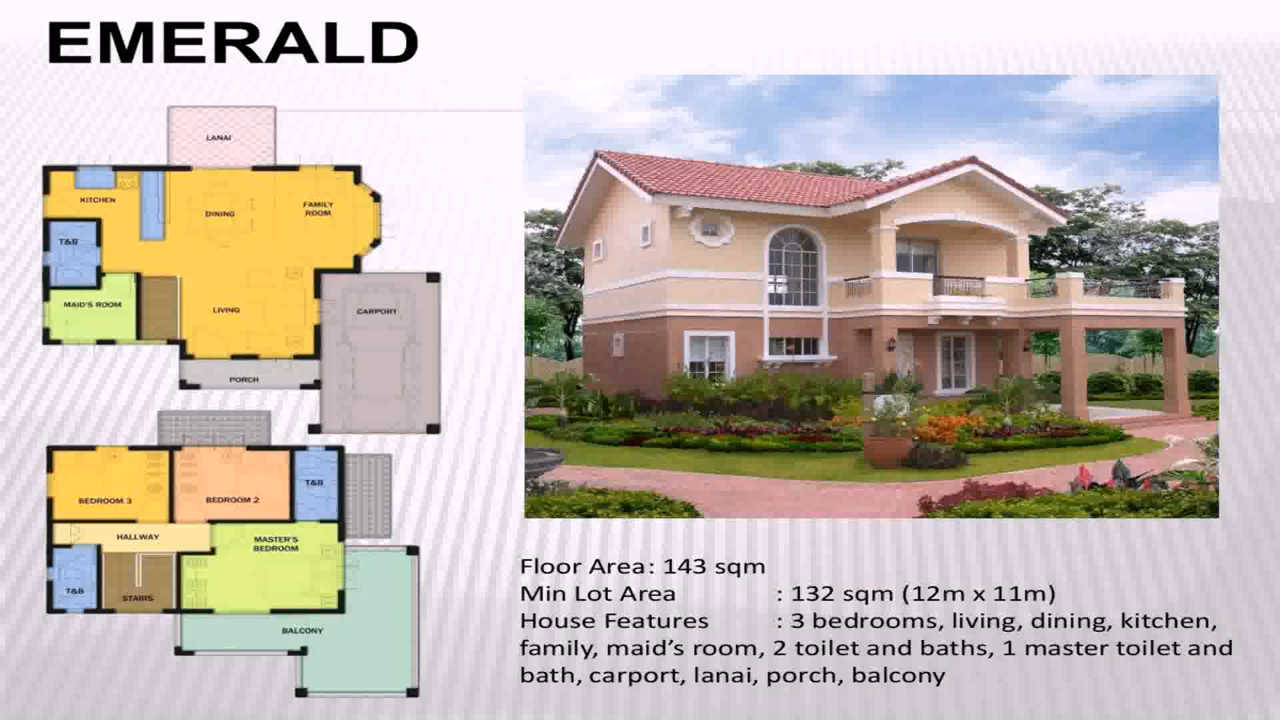 EMERALD
LANAI
KITCHEN
DINING
FAMILY
ROOM
T&B
MAID'S ROOM
LIVING
CARPORT
PORCH
BEDROOM 3
BEDROOM 2
T&B
HALLWAY
MASTER'S
BEDROOM
T&B
STAIRS
BALCONY
Floor Area: 143 sqm
Min Lot Area : 132 sqm (12m x 11m)
House Features : 3 bedrooms, living, dining, kitchen,
family, maid's room, 2 toilet and baths, 1 master toilet and
bath, carport, lanai, porch, balcony